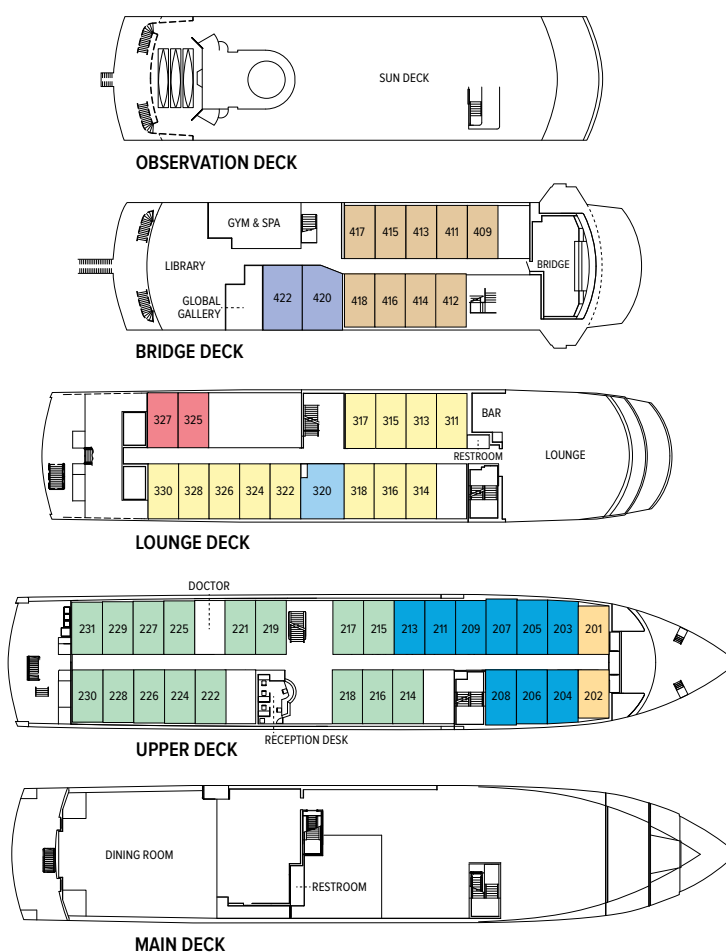 SUN DECK
OBSERVATION DECK
GYM & SPA
417 415 413 411 409
LIBRARY
BRIDGE
GLOBAL
GALLERY
422 420 418 416 414 412
BRIDGE DECK
327 325 317 315 313 311
BAR
RESTROOM
LOUNGE
330 328 326 324 322 320 318 316 314
LOUNGE DECK
DOCTOR
231 229 227 225 221 219 217 215 213 211 209 207 205 203 201
230 228 226 224 222 218 216 214 208 206 204 202
RECEPTION DESK
UPPER DECK
DINING ROOM
RESTROOM
MAIN DECK